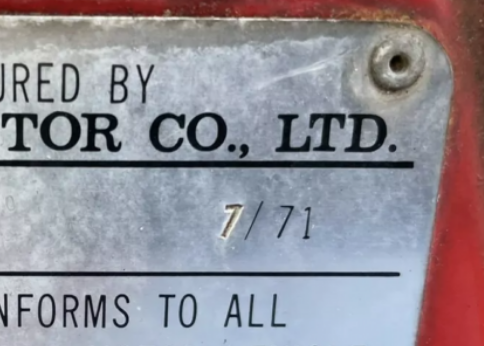 URED BY
TOR CO., LTD.
7/71
NFORMS TO ALL